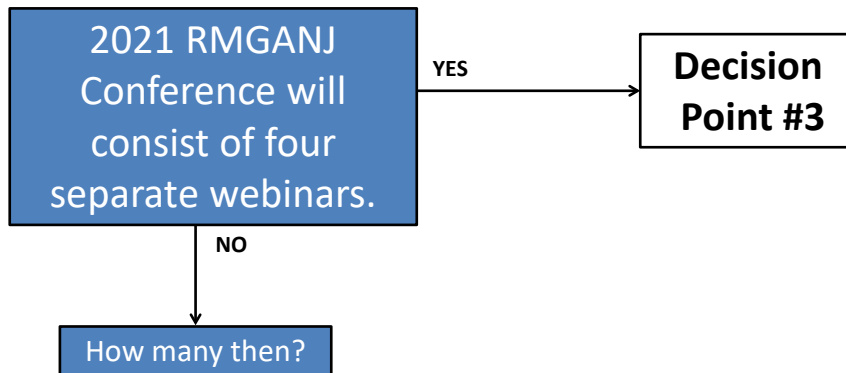 2021 RMGANJ
Conference will
consist of four
separate webinars.
YES
Decision
Point #3
NO
How many then?